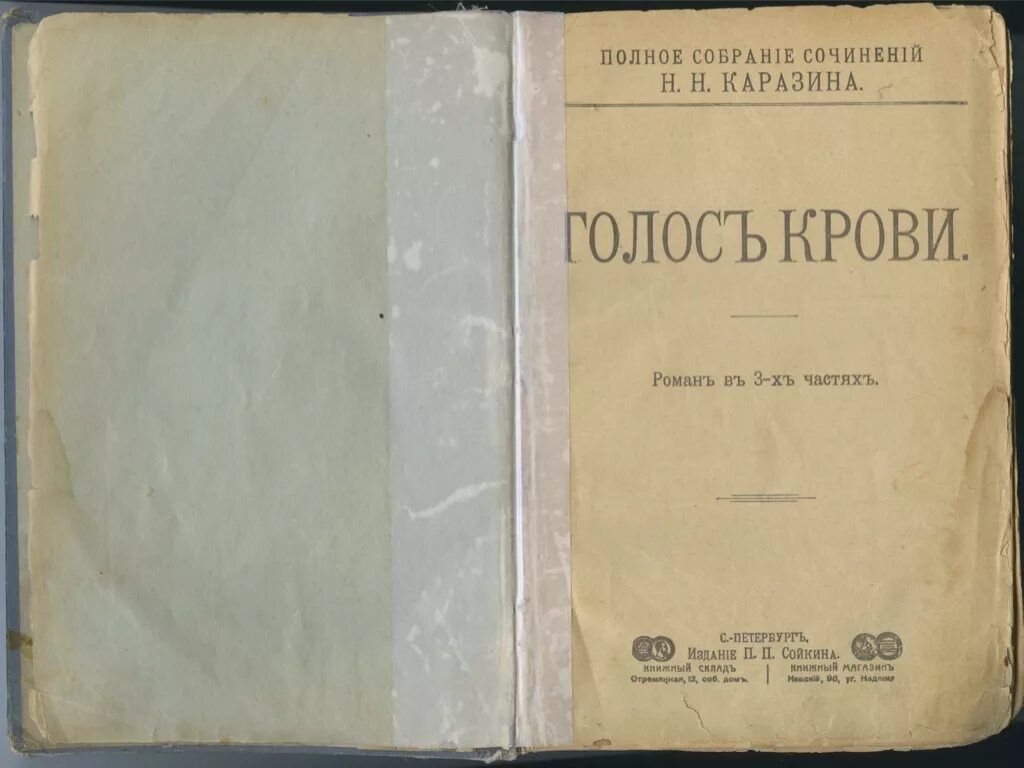 ПОЛНОЕ СОБРАНІЕ СОЧИНЕНІЙ
Н. Н. КАРАЗИНА.
ГОЛОСЪ КРОВИ.
Романъ въ 3-хъ частяхъ.
С.-ПЕТЕРБУРГЪ.
Изданіе П. П. Сойкина.
КНИЖНЫЙ СКЛАДЪ
Стремянная, 12, соб. домъ.
КНИЖНЫЙ МАГАЗИНЪ
Невскій, 96, уг. Надежд